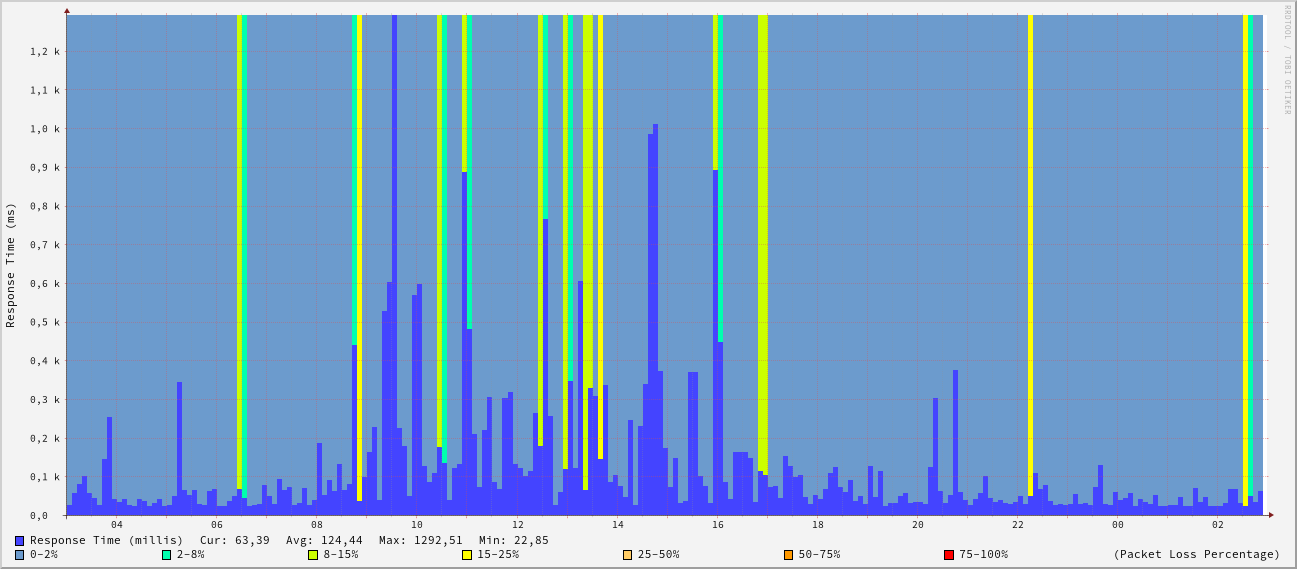 RRDTOOL / TOBI OETIKER
Response Time (ms)
1,2 k
1,1 k
1,0 k
0,9 k
0,8 k
0,7 k
0,6 k
0,5 k
0,4 k
0,3 k
0,2 k
0,1 k
0,0
04 06 08 10 12 14 16 18 20 22 00 02
Response Time (millis) Cur: 63,39 Avg: 124,44 Max: 1292,51 Min: 22,85
0-2% 2-8% 8-15% 15-25% 25-50% 50-75% 75-100% (Packet Loss Percentage)